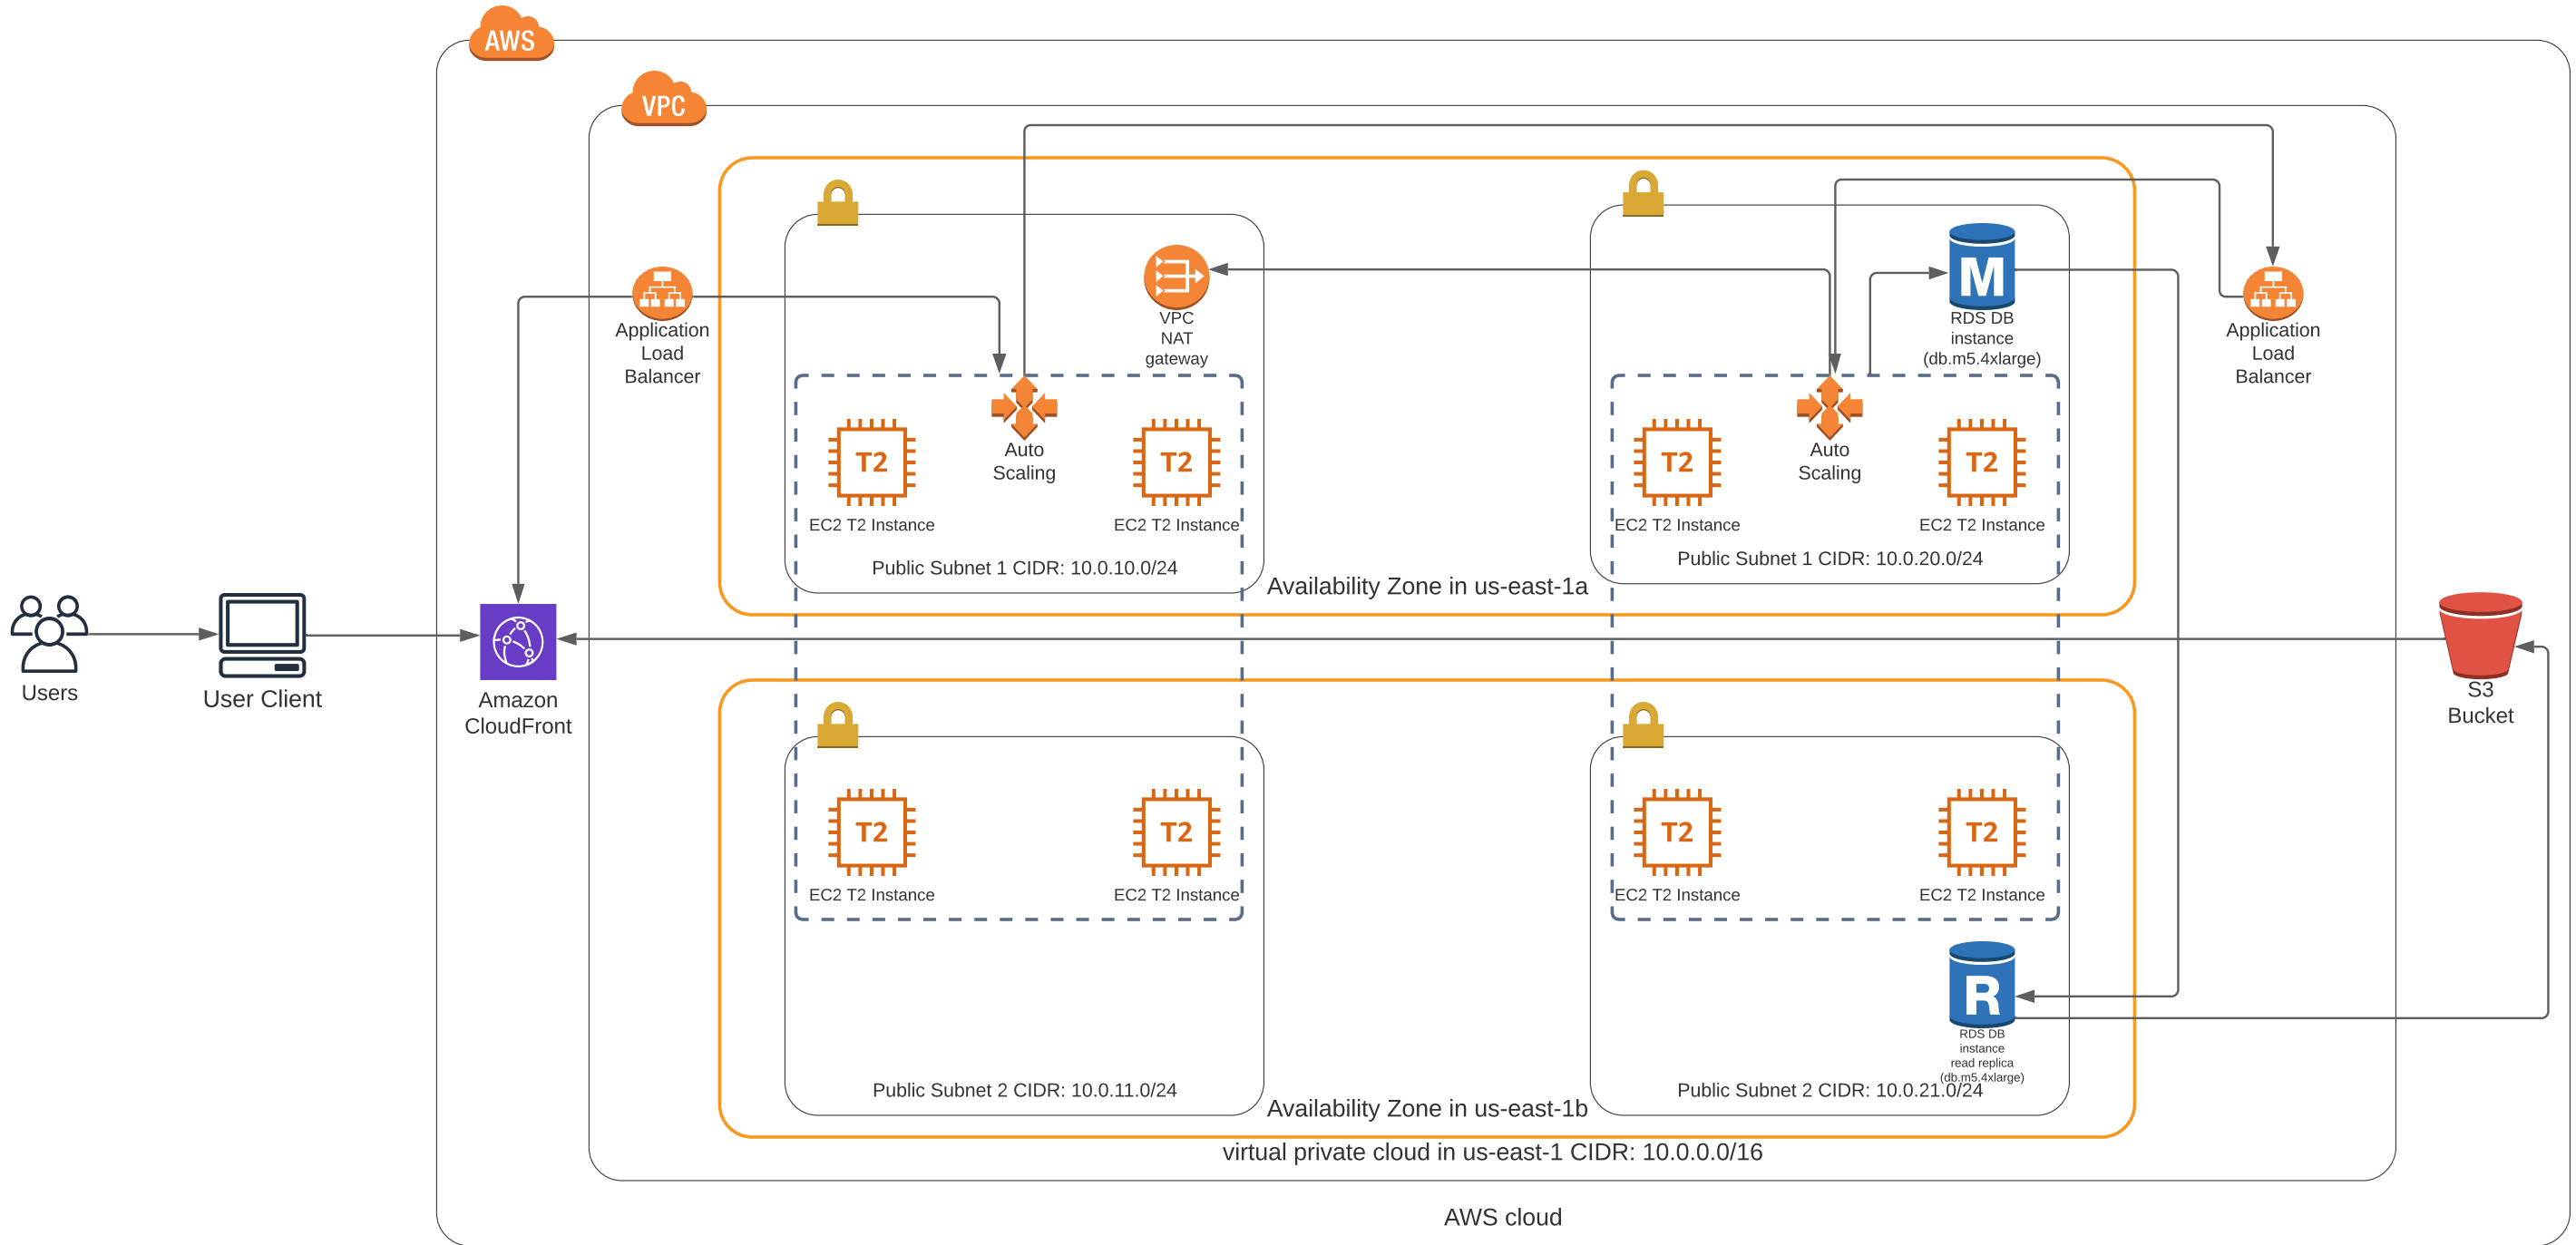 AWS
VPC
Application
Load
Balancer
VPC
NAT
gateway
M
RDS DB
instance
(db.m5.4xlarge)
Application
Load
Balancer
T2
EC2 T2 Instance
Auto
Scaling
T2
EC2 T2 Instance
T2
EC2 T2 Instance
Auto
Scaling
T2
EC2 T2 Instance
Public Subnet 1 CIDR: 10.0.10.0/24
Public Subnet 1 CIDR: 10.0.20.0/24
Availability Zone in us-east-1a
Users
User Client
Amazon
CloudFront
S3
Bucket
T2
EC2 T2 Instance
T2
EC2 T2 Instance
T2
EC2 T2 Instance
T2
EC2 T2 Instance
R
RDS DB
instance
read replica
(db.m5.4xlarge)
Public Subnet 2 CIDR: 10.0.11.0/24
Public Subnet 2 CIDR: 10.0.21.0/24
Availability Zone in us-east-1b
virtual private cloud in us-east-1 CIDR: 10.0.0.0/16
AWS cloud